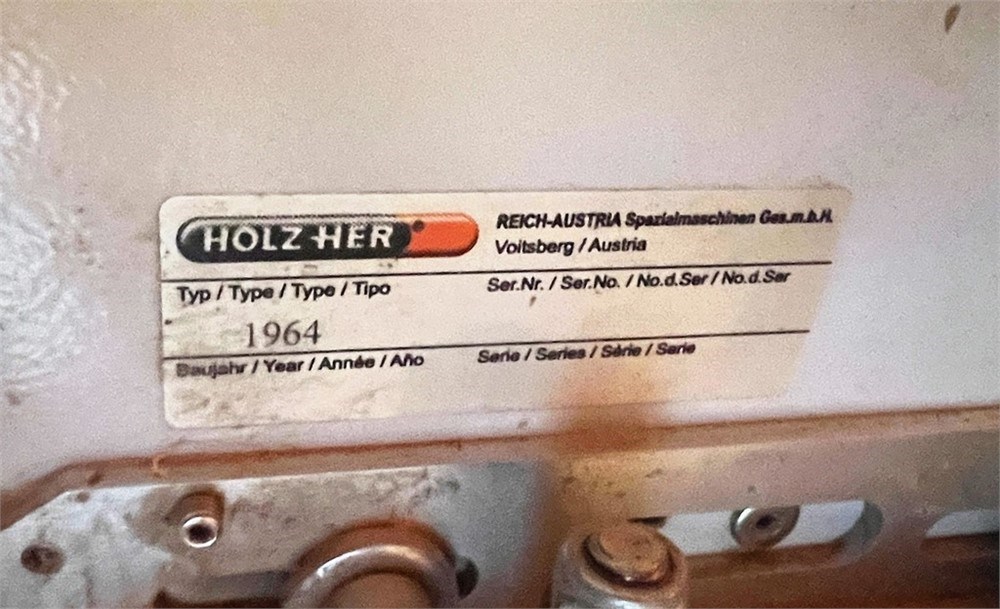 HOLZ-HER
REICH-AUSTRIA Spezialmaschinen Ges.m.b.H.
Voitsberg / Austria
Typ / Type / Type / Tipo
Ser.Nr. / Ser.No. / No.d.Ser / No.d.Ser
1964
Baujahr / Year / Année / Año
Serie / Series / Série / Serie